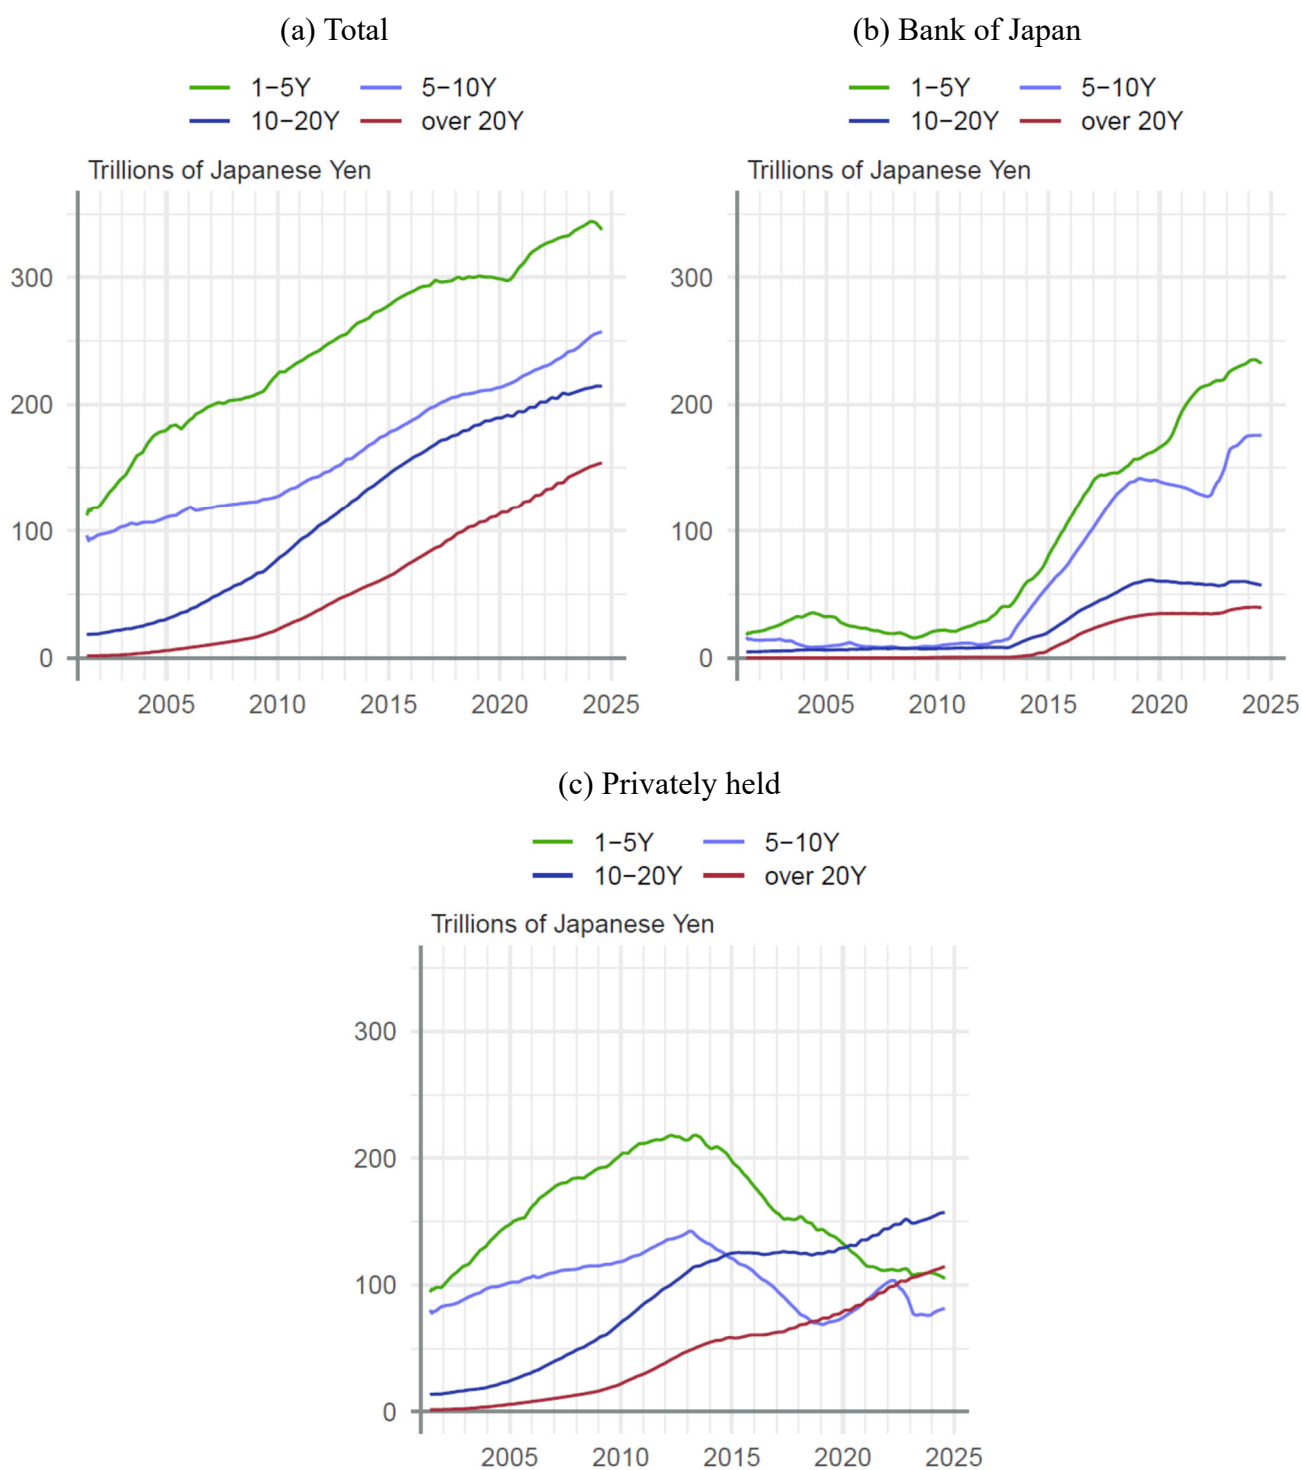 (a) Total
1−5Y 5−10Y
10−20Y over 20Y
Trillions of Japanese Yen
300
200
100
0
2005 2010 2015 2020 2025
(b) Bank of Japan
1−5Y 5−10Y
10−20Y over 20Y
Trillions of Japanese Yen
300
200
100
0
2005 2010 2015 2020 2025
(c) Privately held
1−5Y 5−10Y
10−20Y over 20Y
Trillions of Japanese Yen
300
200
100
0
2005 2010 2015 2020 2025